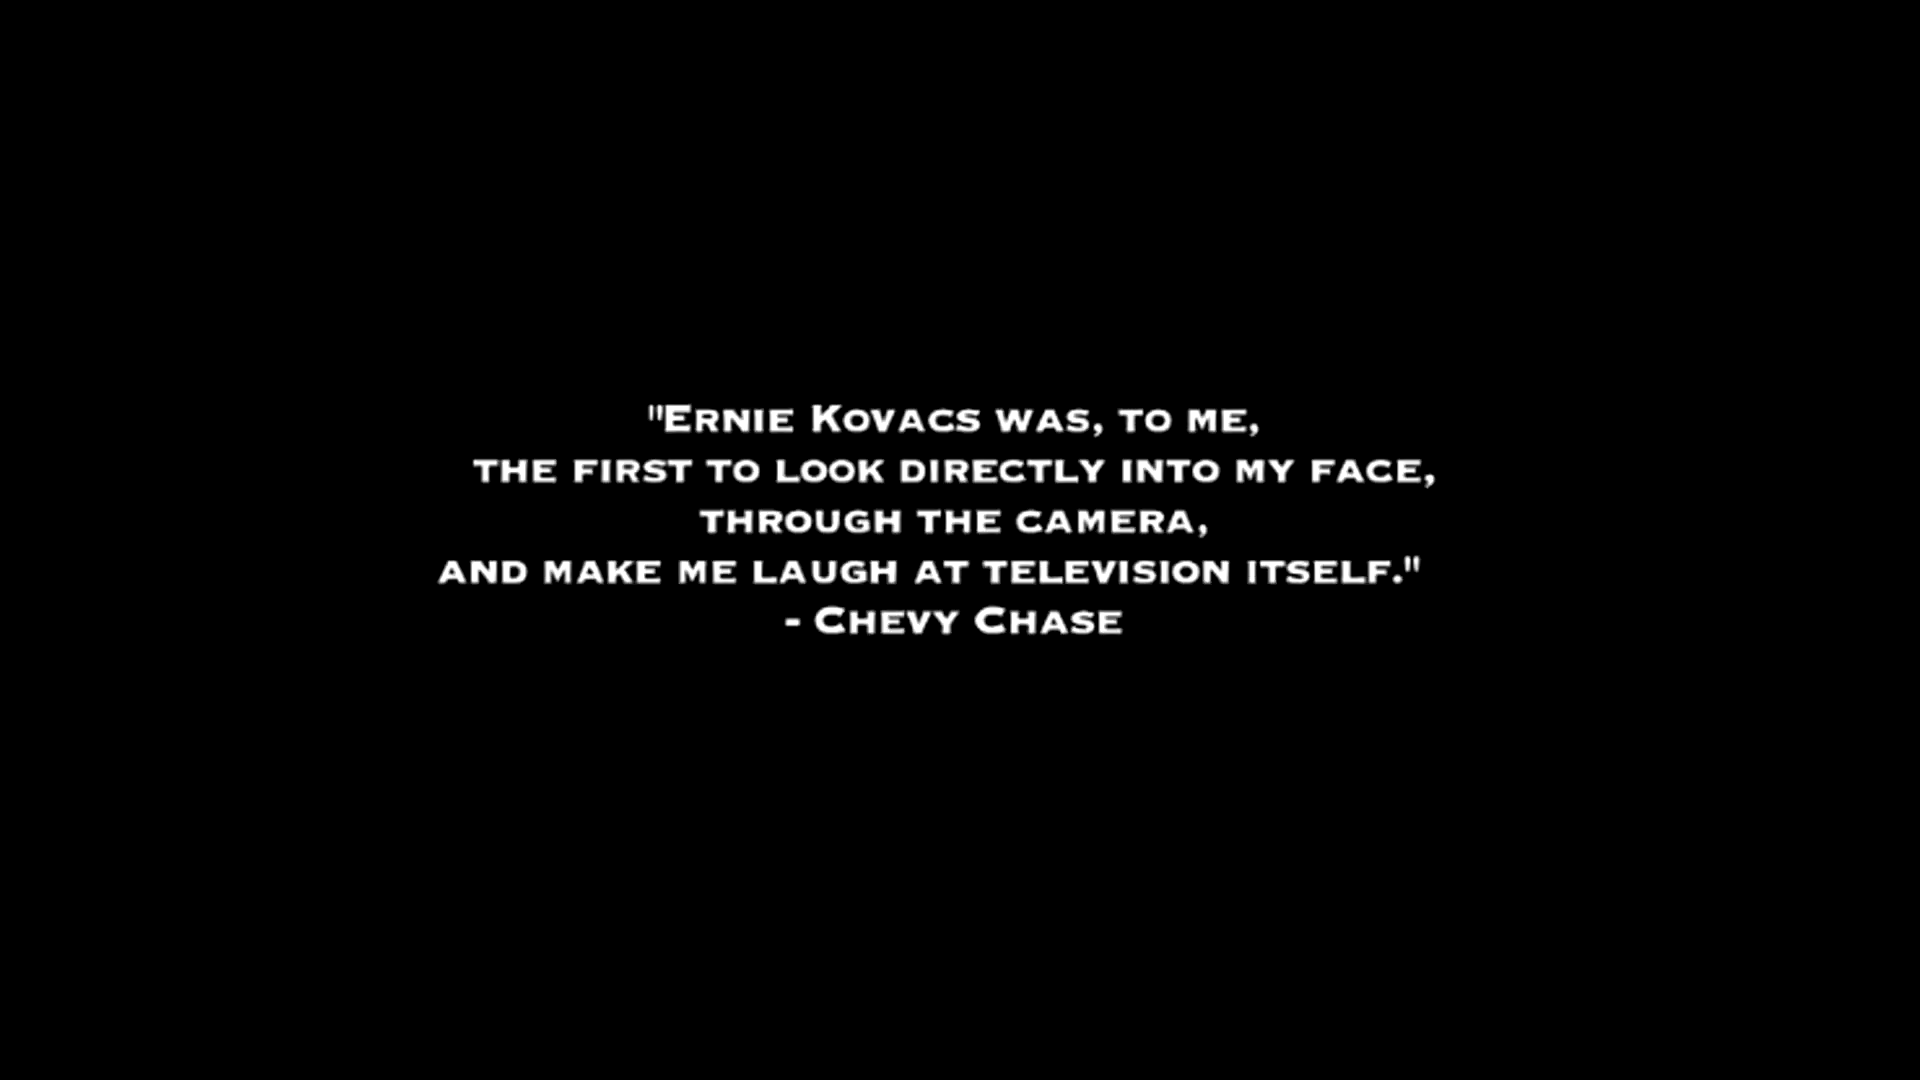 "Ernie Kovacs was, to me,
the first to look directly into my face,
through the camera,
and make me laugh at television itself."
- Chevy Chase